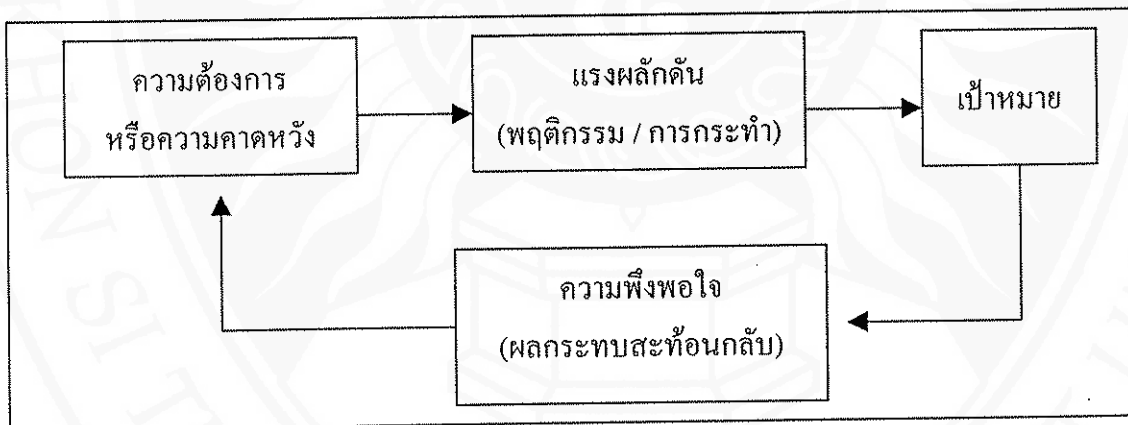 ความต้องการ
หรือความคาดหวัง
แรงผลักดัน
(พฤติกรรม / การกระทำ)
เป้าหมาย
ความพึงพอใจ
(ผลกระทบสะท้อนกลับ)